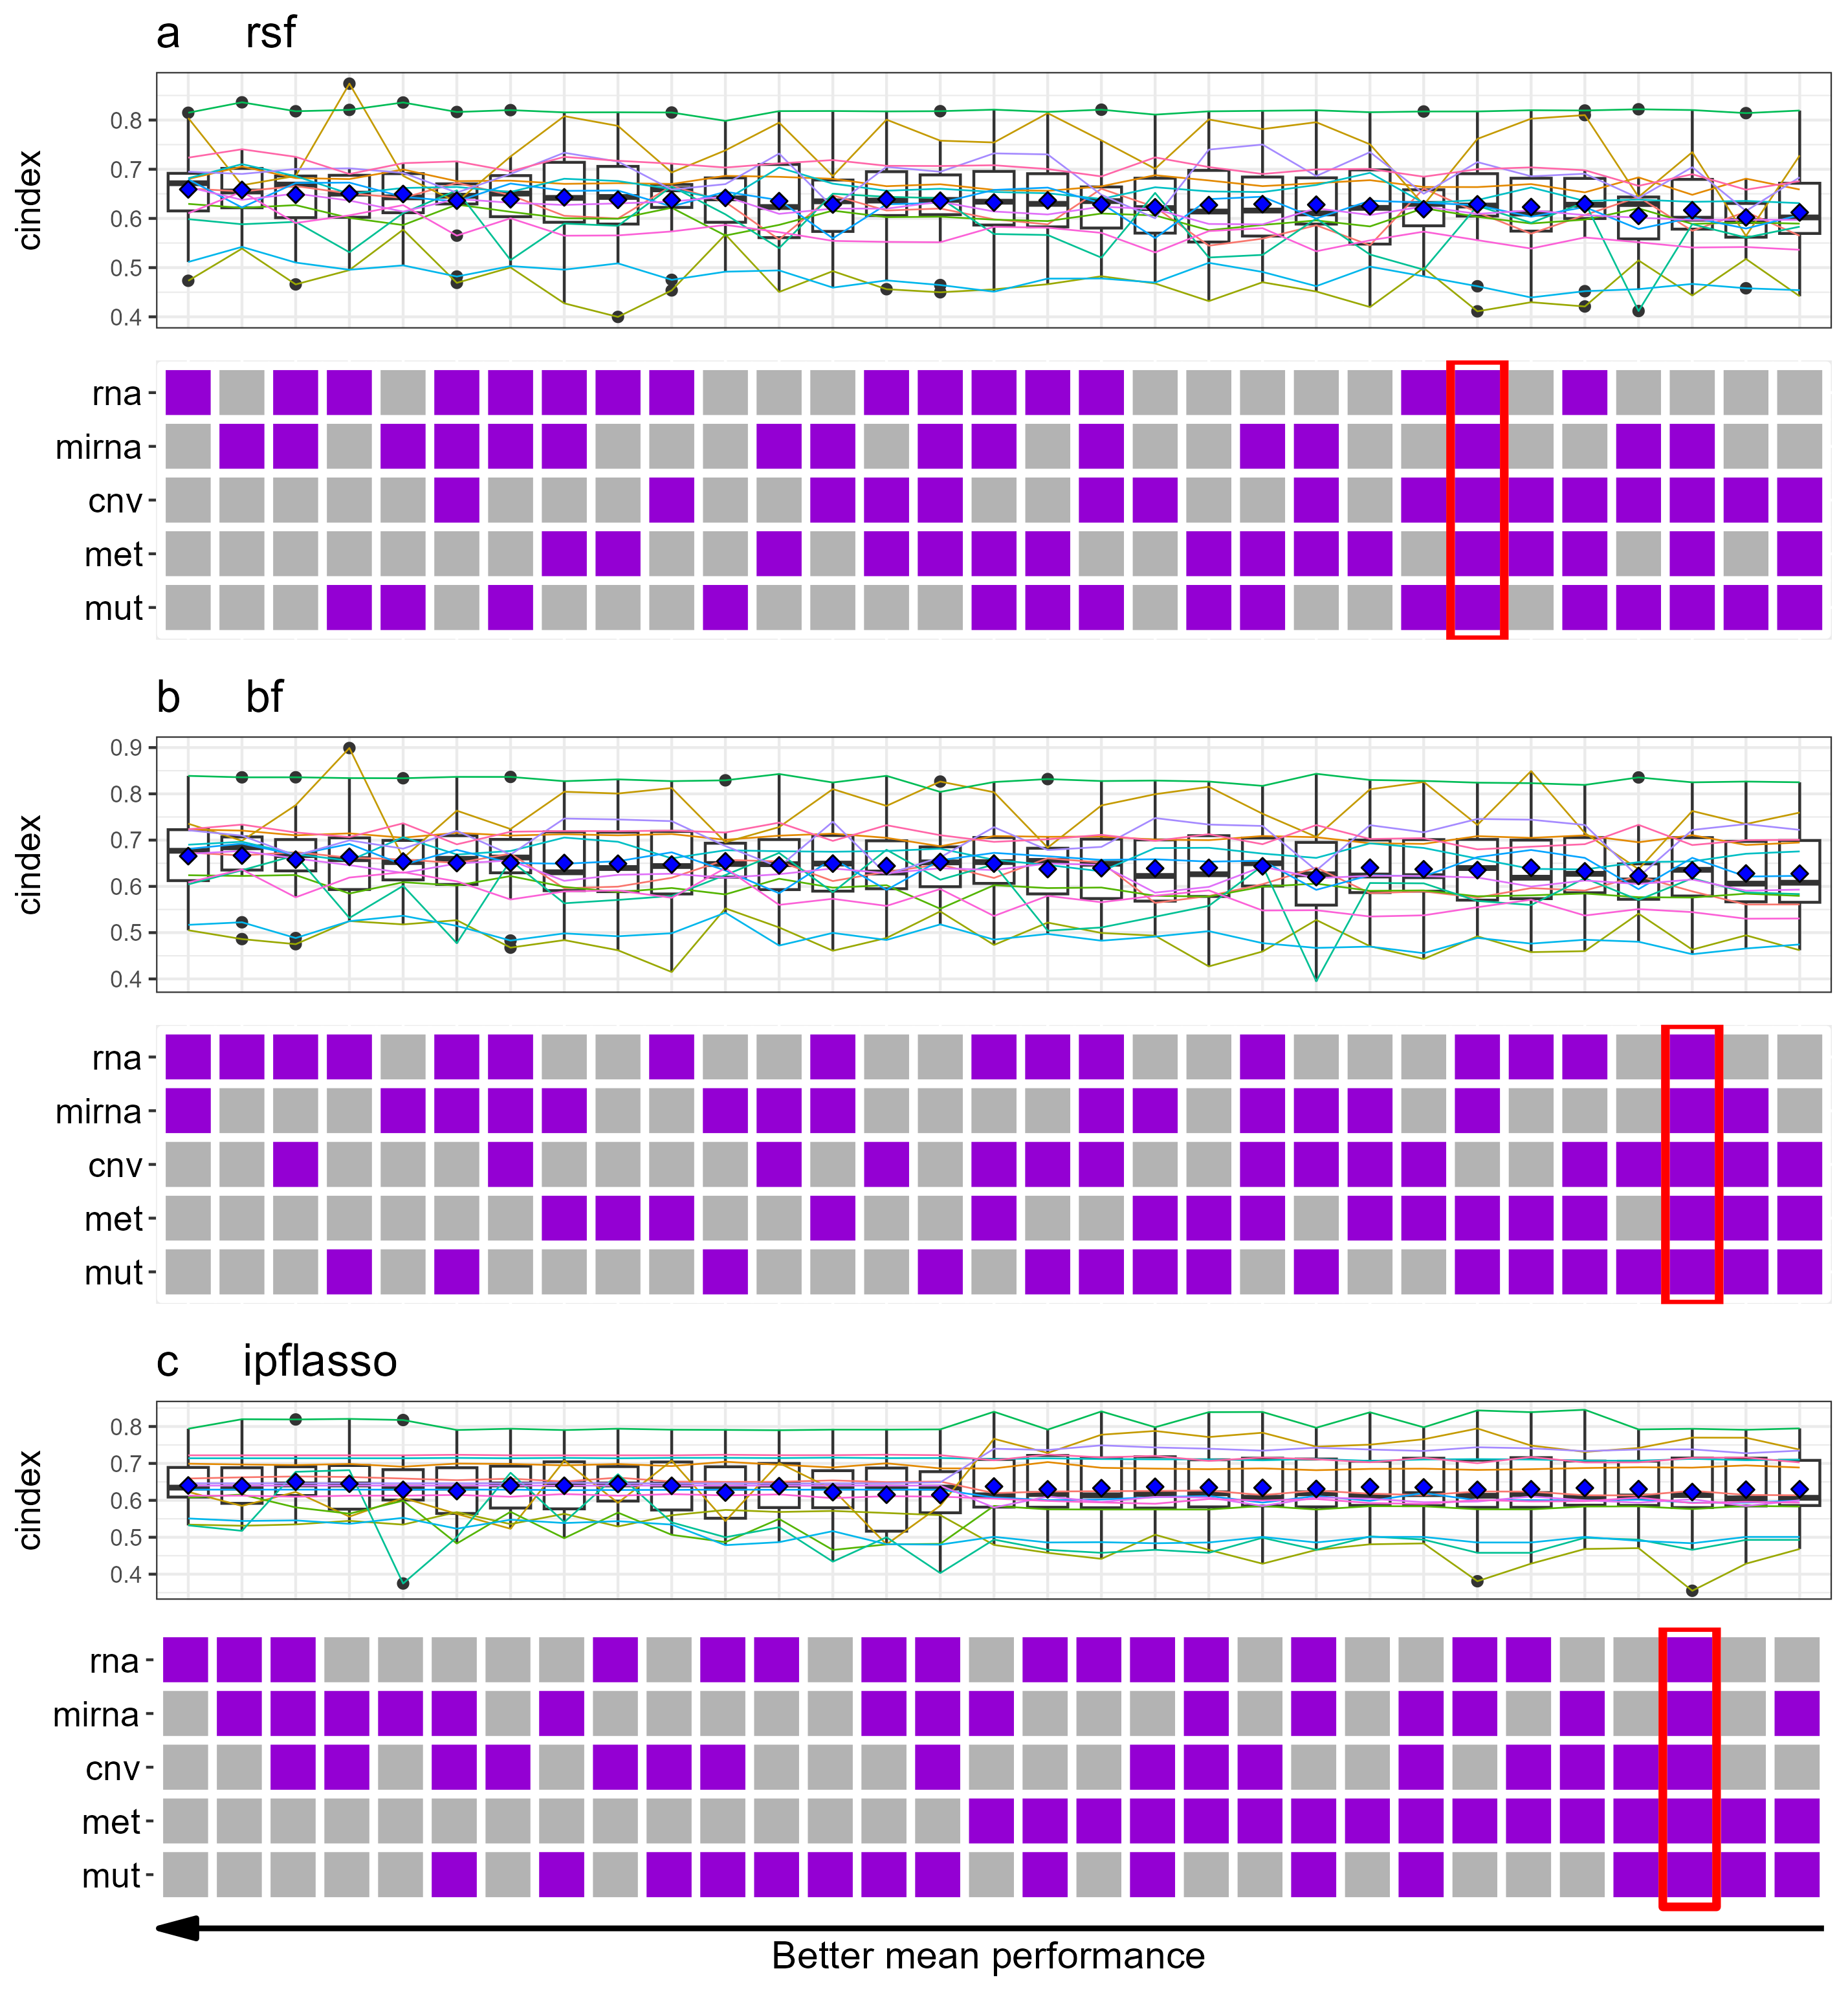 a rsf
cindex
0.8
0.7
0.6
0.5
0.4
rna
mirna
cnv
met
mut
b bf
cindex
0.9
0.8
0.7
0.6
0.5
0.4
rna
mirna
cnv
met
mut
c ipflasso
cindex
0.8
0.7
0.6
0.5
0.4
rna
mirna
cnv
met
mut
Better mean performance